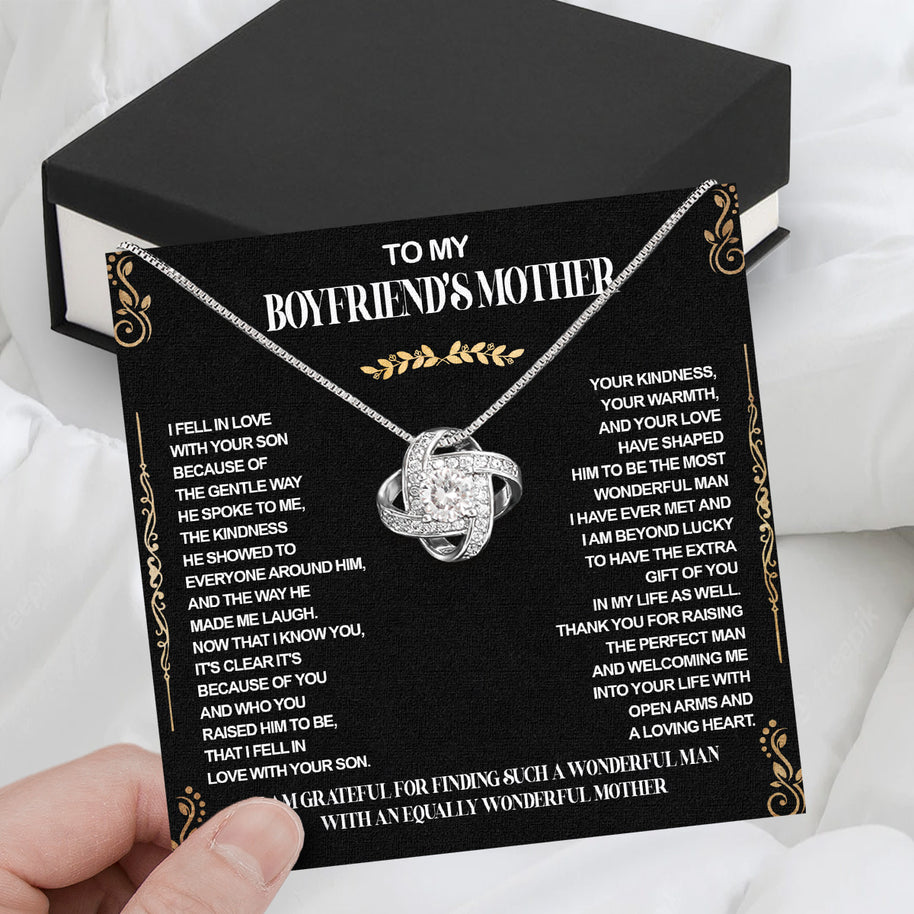 TO MY
BOYFRIEND'S MOTHER
I FELL IN LOVE
WITH YOUR SON
BECAUSE OF
THE GENTLE WAY
HE SPOKE TO ME,
THE KINDNESS
HE SHOWED TO
EVERYONE AROUND HIM,
AND THE WAY HE
MADE ME LAUGH.
NOW THAT I KNOW YOU,
IT'S CLEAR IT'S
BECAUSE OF YOU
AND WHO YOU
RAISED HIM TO BE,
THAT I FELL IN
LOVE WITH YOUR SON.
YOUR KINDNESS,
YOUR WARMTH,
AND YOUR LOVE
HAVE SHAPED
HIM TO BE THE MOST
WONDERFUL MAN
I HAVE EVER MET AND
I AM BEYOND LUCKY
TO HAVE THE EXTRA
GIFT OF YOU
IN MY LIFE AS WELL.
THANK YOU FOR RAISING
THE PERFECT MAN
AND WELCOMING ME
INTO YOUR LIFE WITH
OPEN ARMS AND
A LOVING HEART.
AM GRATEFUL FOR FINDING SUCH A WONDERFUL MAN
WITH AN EQUALLY WONDERFUL MOTHER